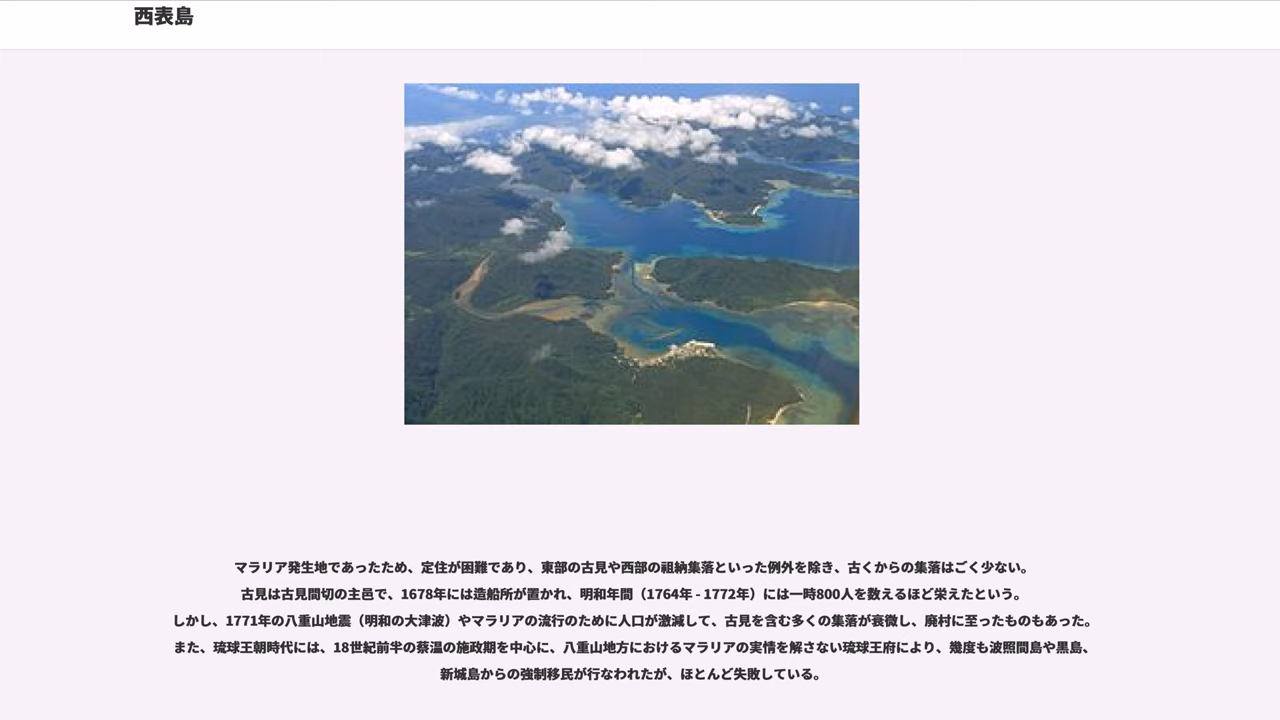 西表島
マラリア発生地であったため、定住が困難であり、東部の古見や西部の祖納集落といった例外を除き、古くからの集落はごく少ない。
古見は古見間切の主邑で、1678年には造船所が置かれ、明和年間（1764年 - 1772年）には一時800人を数えるほど栄えたという。
しかし、1771年の八重山地震（明和の大津波）やマラリアの流行のために人口が激減して、古見を含む多くの集落が衰微し、廃村に至ったものもあった。
また、琉球王朝時代には、18世紀前半の蔡温の施政期を中心に、八重山地方におけるマラリアの実情を解さない琉球王府により、幾度も波照間島や黒島、
新城島からの強制移民が行なわれたが、ほとんど失敗している。